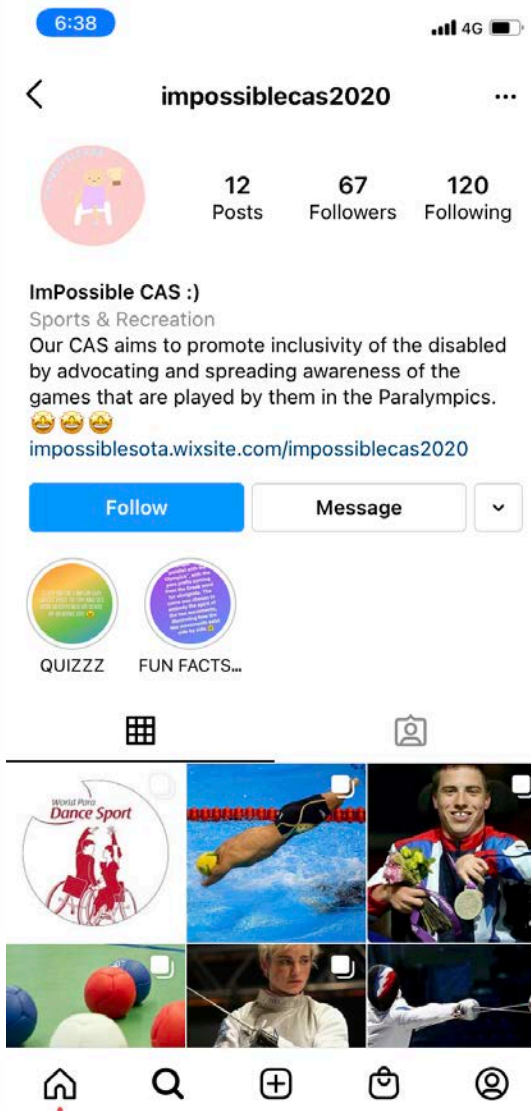 6:38
4G
impossiblecas2020
12
67
120
Posts
Followers
Following
ImPossible CAS :)
Sports & Recreation
Our CAS aims to promote inclusivity of the disabled
by advocating and spreading awareness of the
games that are played by them in the Paralympics.
🤩🤩🤩
impossiblesota.wixsite.com/impossiblecas2020
Follow
Message
QUIZZZ
FUN FACTS...
World Para
Dance Sport